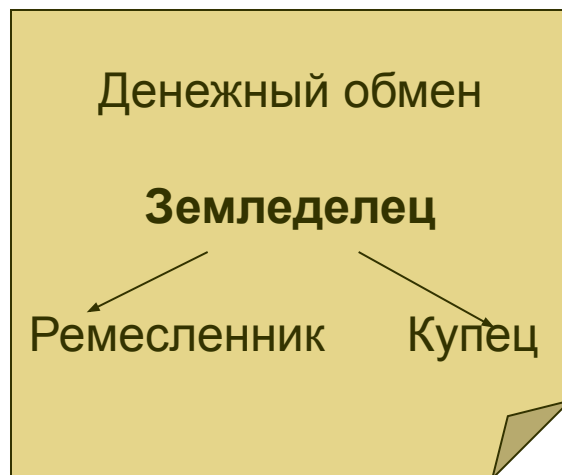 Денежный обмен
Земледелец
Ремесленник Купец